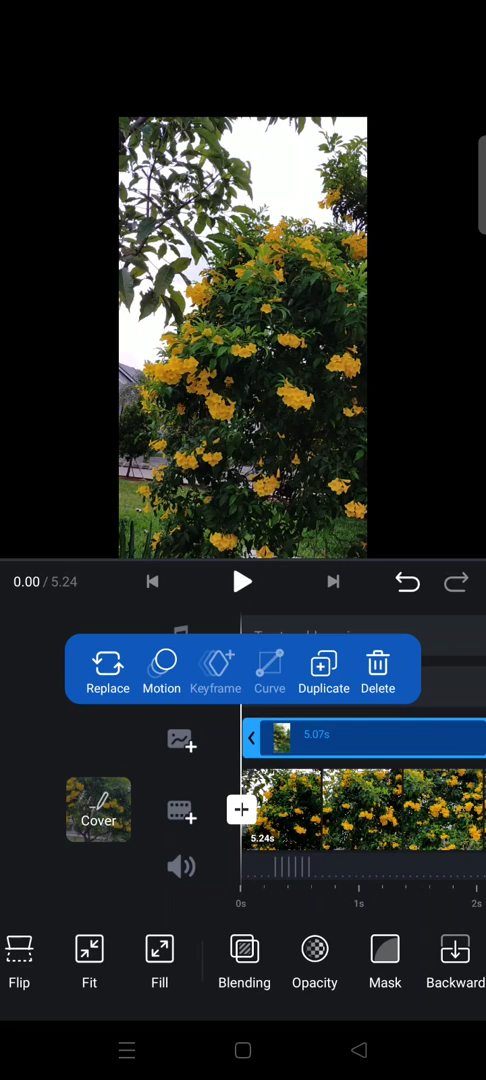 0.00 / 5.24
Replace Motion Keyframe Curve Duplicate Delete
5.07s
Cover
5.24s
0s 1s 2s
Flip Fit Fill Blending Opacity Mask Backward